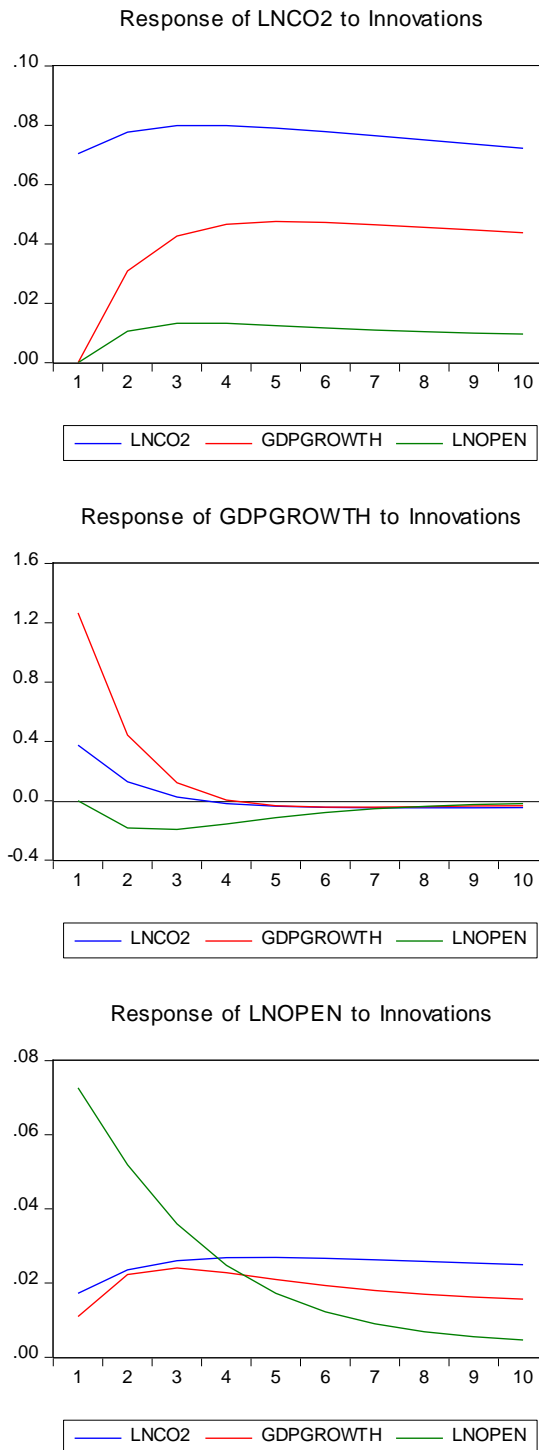 Response of LNCO2 to Innovations
.10
.08
.06
.04
.02
.00
1 2 3 4 5 6 7 8 9 10
LNCO2 GDPGROWTH LNOPEN
Response of GDPGROWTH to Innovations
1.6
1.2
0.8
0.4
0.0
-0.4
1 2 3 4 5 6 7 8 9 10
LNCO2 GDPGROWTH LNOPEN
Response of LNOPEN to Innovations
.08
.06
.04
.02
.00
1 2 3 4 5 6 7 8 9 10
LNCO2 GDPGROWTH LNOPEN